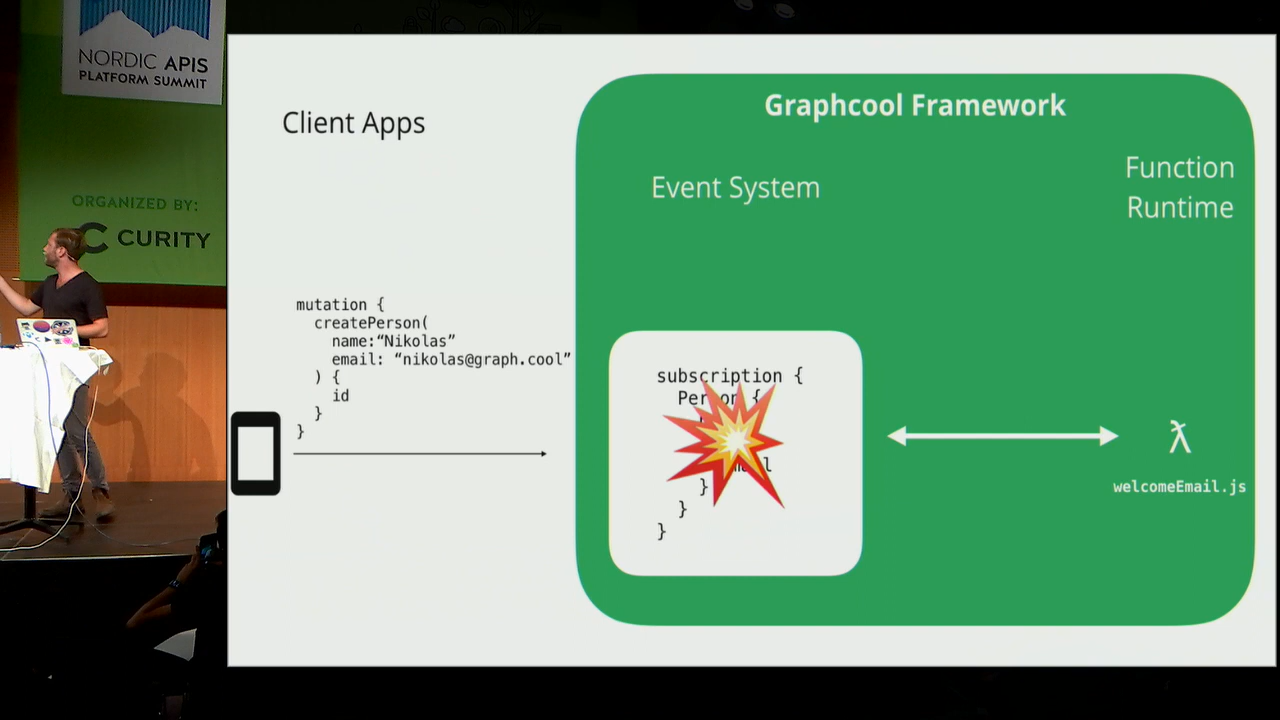 NORDIC APIS
PLATFORM SUMMIT
ORGANIZED BY:
CURITY
Client Apps
mutation {
createPerson(
name:“Nikolas”
email: “nikolas@graph.cool”
) {
id
}
}
Graphcool Framework
Event System
Function
Runtime
subscription {
Person {
}
}
}
λ
welcomeEmail.js